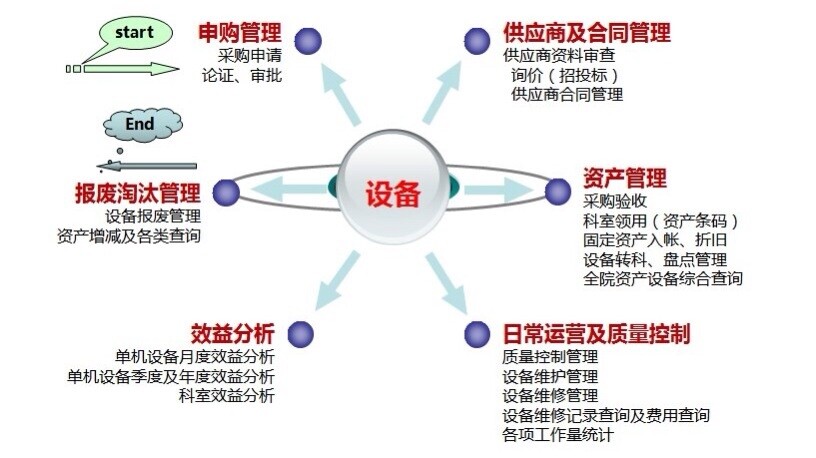 start
申购管理
采购申请
论证、审批
供应商及合同管理
供应商资料审查
询价（招投标）
供应商合同管理
End
报废淘汰管理
设备报废管理
资产增减及各类查询
设备
资产管理
采购验收
科室领用（资产条码）
固定资产入帐、折旧
设备转科、盘点管理
全院资产设备综合查询
效益分析
单机设备月度效益分析
单机设备季度及年度效益分析
科室效益分析
日常运营及质量控制
质量控制管理
设备维护管理
设备维修管理
设备维修记录查询及费用查询
各项工作量统计